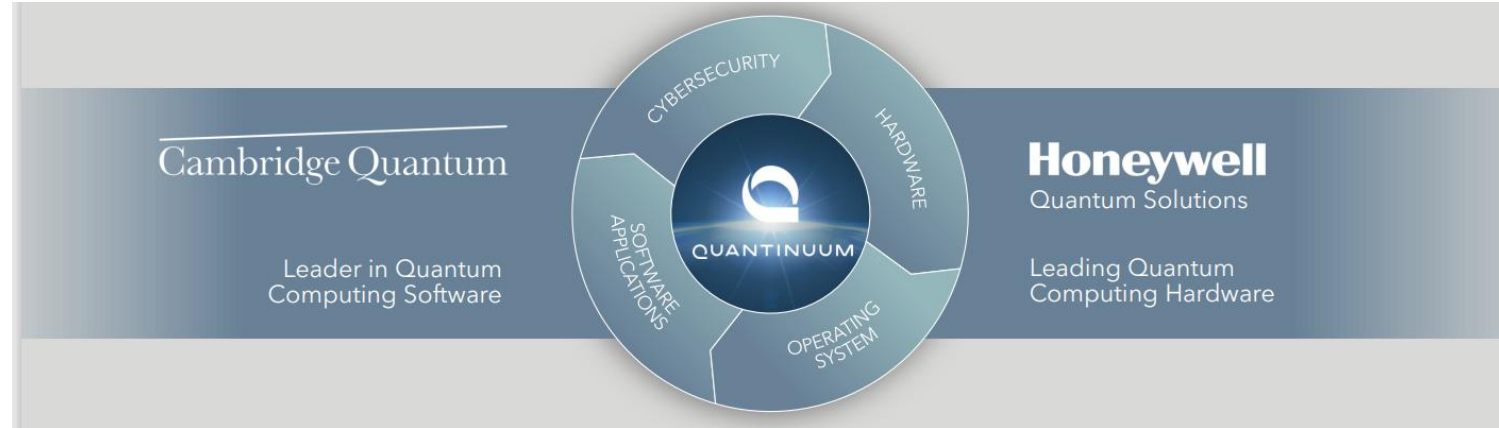 Cambridge Quantum
Leader in Quantum
Computing Software
CYBERSECURITY
HARDWARE
OPERATING
SYSTEM
SOFTWARE
APPLICATIONS
QUANTINUUM
Honeywell
Quantum Solutions
Leading Quantum
Computing Hardware